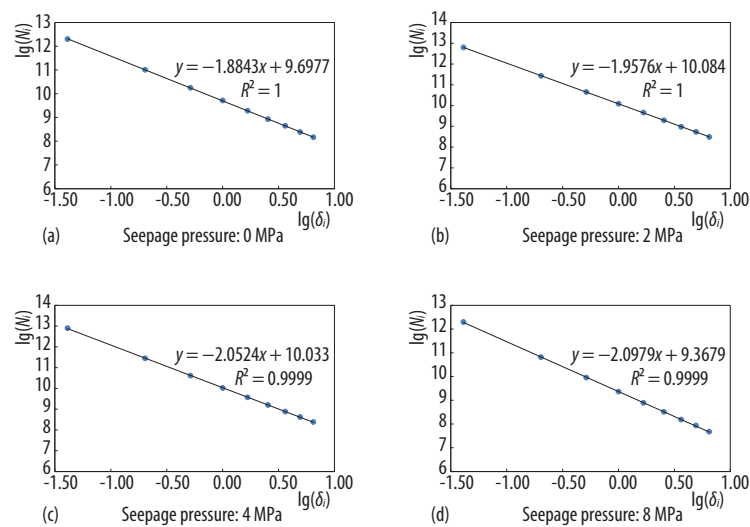 lg(Nᵢ)
13
12
11
10
9
8
7
6
y = −1.8843x + 9.6977
R² = 1
-1.50 -1.00 -0.50 0.00 0.50 1.00
lg(δᵢ)
(a) Seepage pressure: 0 MPa
lg(Nᵢ)
14
13
12
11
10
9
8
7
6
y = −1.9576x + 10.084
R² = 1
-1.50 -1.00 -0.50 0.00 0.50 1.00
lg(δᵢ)
(b) Seepage pressure: 2 MPa
lg(Nᵢ)
14
13
12
11
10
9
8
7
6
y = −2.0524x + 10.033
R² = 0.9999
-1.50 -1.00 -0.50 0.00 0.50 1.00
lg(δᵢ)
(c) Seepage pressure: 4 MPa
lg(Nᵢ)
13
12
11
10
9
8
7
6
y = −2.0979x + 9.3679
R² = 0.9999
-1.50 -1.00 -0.50 0.00 0.50 1.00
lg(δᵢ)
(d) Seepage pressure: 8 MPa